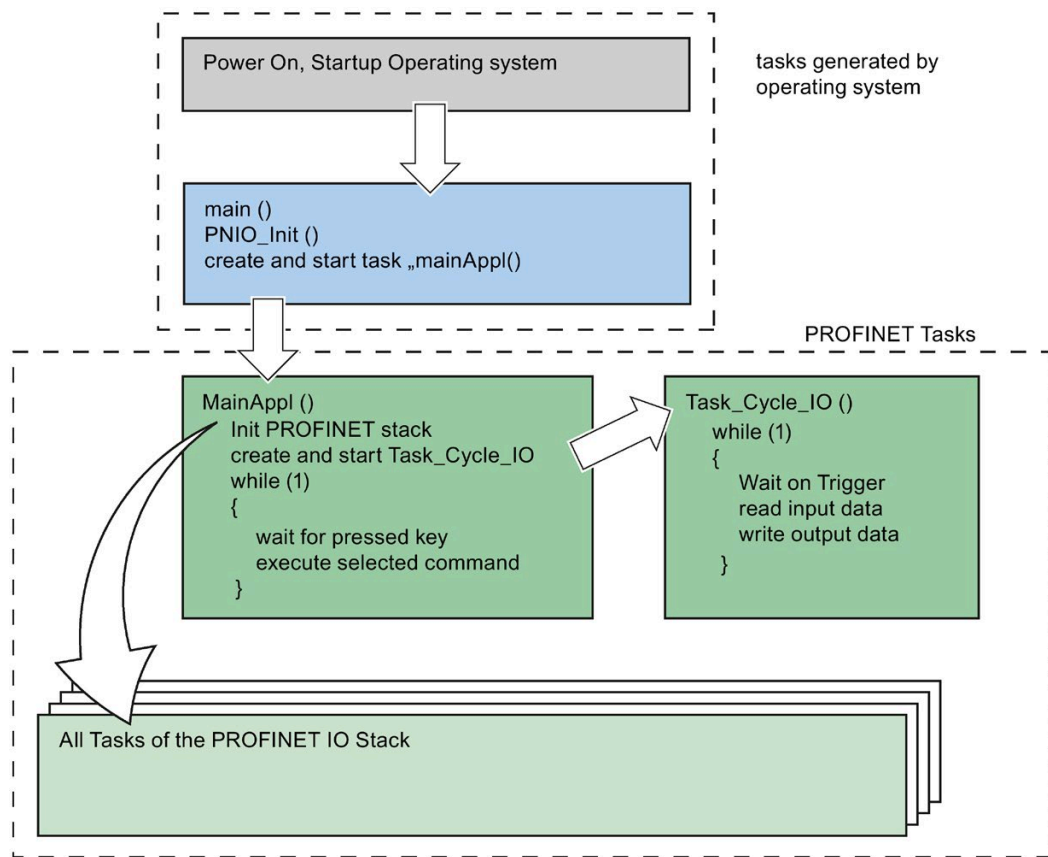 Power On, Startup Operating system
tasks generated by
operating system
main ()
PNIO_Init ()
create and start task „mainAppl()
PROFINET Tasks
MainAppl ()
Init PROFINET stack
create and start Task_Cycle_IO
while (1)
{
wait for pressed key
execute selected command
}
Task_Cycle_IO ()
while (1)
{
Wait on Trigger
read input data
write output data
}
All Tasks of the PROFINET IO Stack